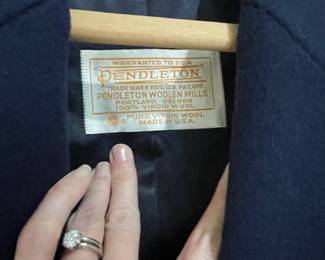 WARRANTED TO BE A
PENDLETON
TRADE MARK REG. U.S. PAT. OFF.
PENDLETON WOOLEN MILLS
PORTLAND, OREGON
100% VIRGIN WOOL
PURE VIRGIN WOOL
MADE IN U.S.A.